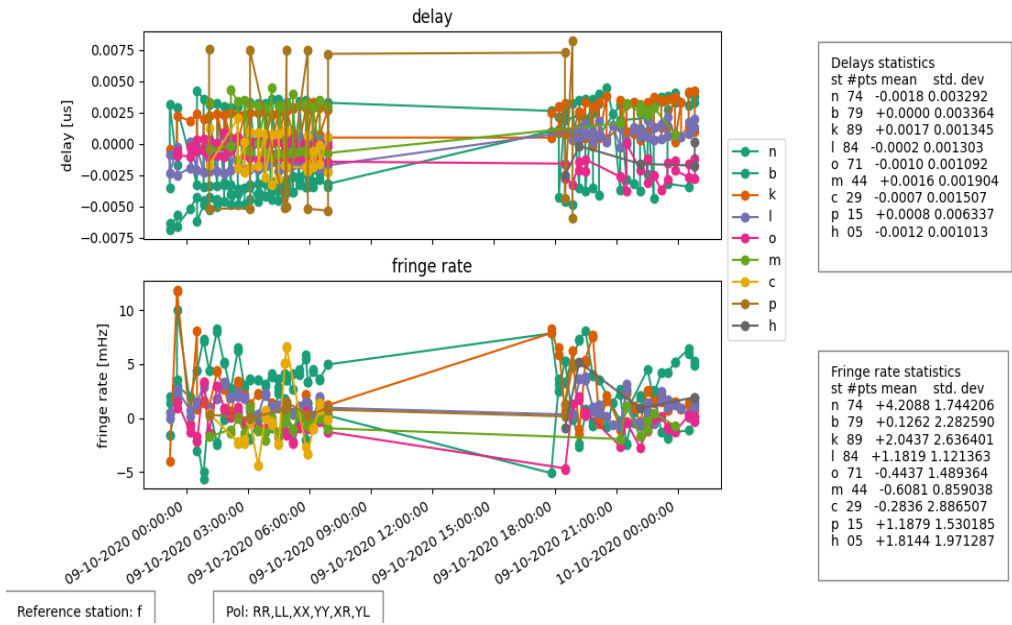 delay
0.0075
0.0050
0.0025
0.0000
−0.0025
−0.0050
−0.0075
delay [us]
fringe rate
10
5
0
−5
fringe rate [mHz]
09-10-2020 00:00:00
09-10-2020 03:00:00
09-10-2020 06:00:00
09-10-2020 09:00:00
09-10-2020 12:00:00
09-10-2020 15:00:00
09-10-2020 18:00:00
09-10-2020 21:00:00
10-10-2020 00:00:00
n
b
k
l
o
m
c
p
h
Delays statistics
st #pts mean std. dev
n 74 -0.0018 0.003292
b 79 +0.0000 0.003364
k 89 +0.0017 0.001345
l 84 -0.0002 0.001303
o 71 -0.0010 0.001092
m 44 +0.0016 0.001904
c 29 -0.0007 0.001507
p 15 +0.0008 0.006337
h 05 -0.0012 0.001013
Fringe rate statistics
st #pts mean std. dev
n 74 +4.2088 1.744206
b 79 +0.1262 2.282590
k 89 +2.0437 2.636401
l 84 +1.1819 1.121363
o 71 -0.4437 1.489364
m 44 -0.6081 0.859038
c 29 -0.2836 2.886507
p 15 +1.1879 1.530185
h 05 +1.8144 1.971287
Reference station: f
Pol: RR,LL,XX,YY,XR,YL